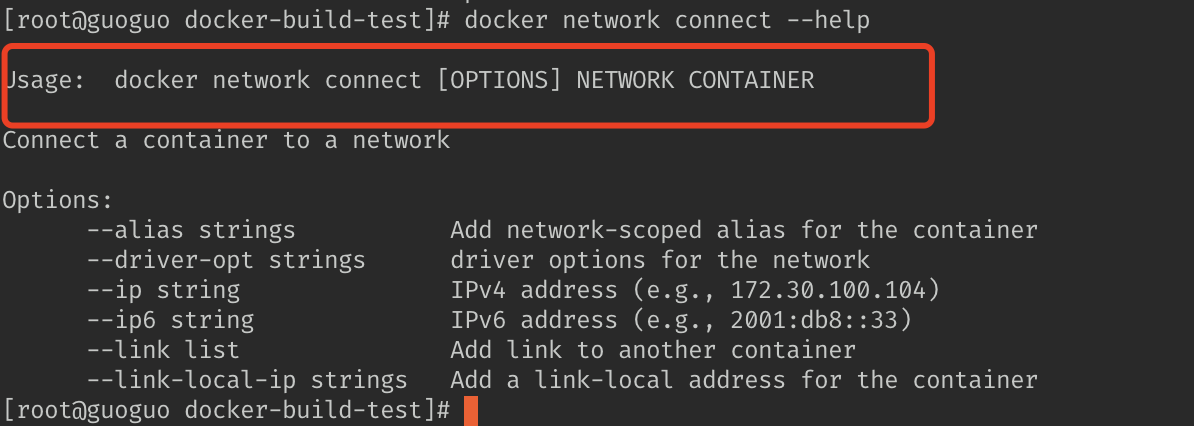 [root@guoguo docker-build-test]# docker network connect --help
Usage:  docker network connect [OPTIONS] NETWORK CONTAINER
Connect a container to a network
Options:
      --alias strings           Add network-scoped alias for the container
      --driver-opt strings      driver options for the network
      --ip string               IPv4 address (e.g., 172.30.100.104)
      --ip6 string              IPv6 address (e.g., 2001:db8::33)
      --link list               Add link to another container
      --link-local-ip strings   Add a link-local address for the container
[root@guoguo docker-build-test]#